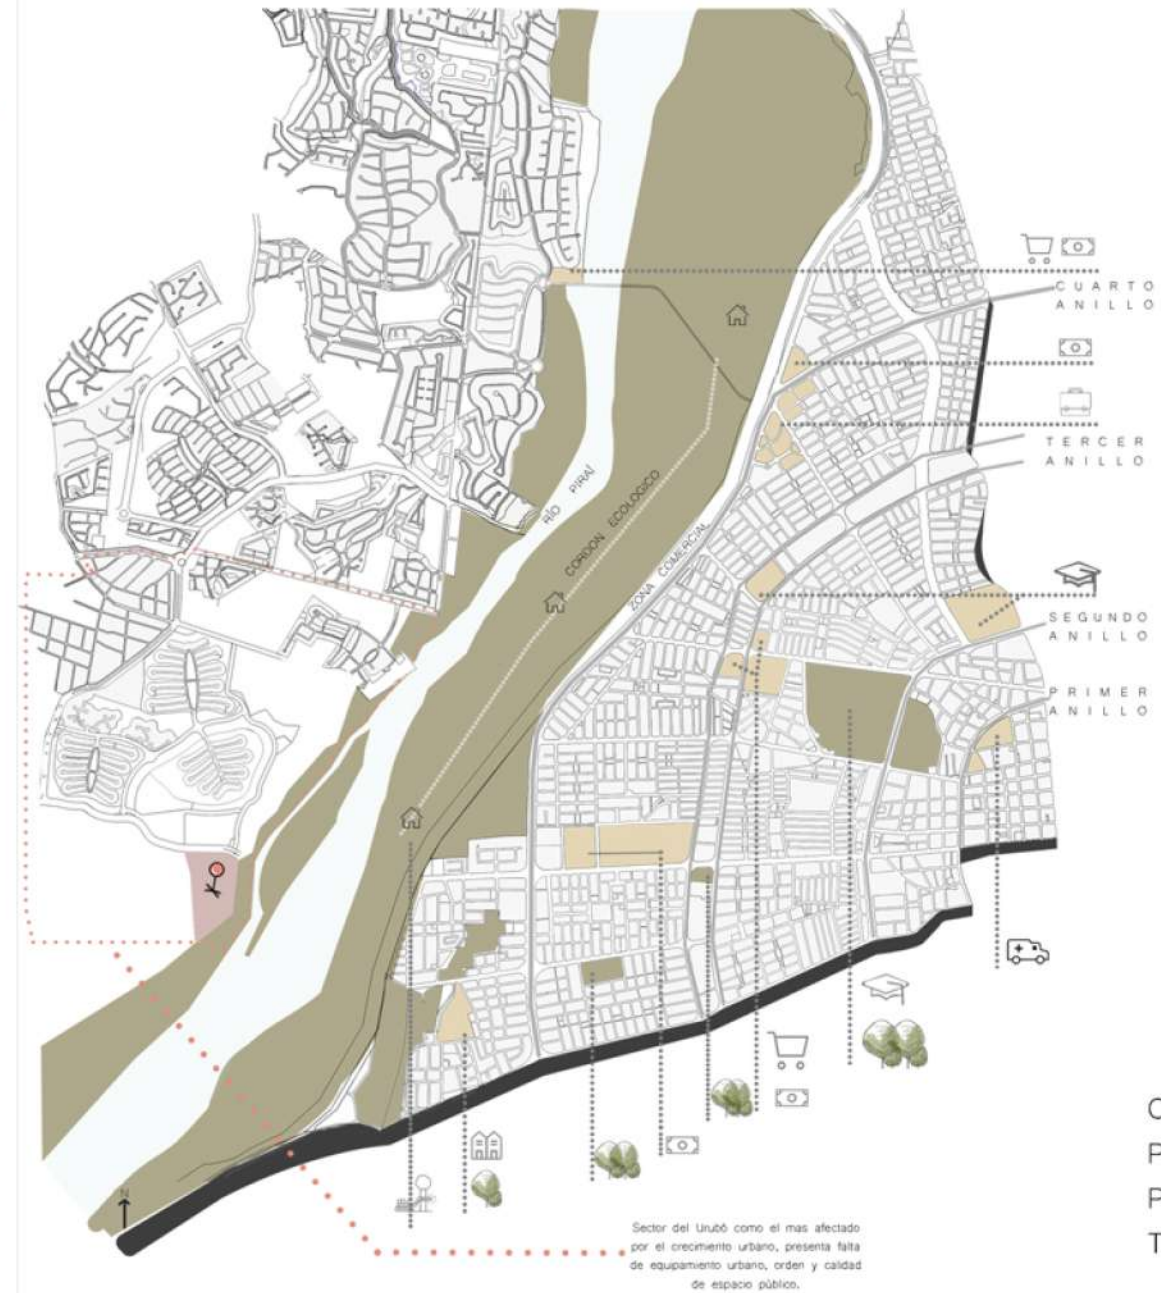 CUARTO
ANILLO
TERCER
ANILLO
RÍO PIRAÍ
CORDON ECOLOGICO
ZONA COMERCIAL
SEGUNDO
ANILLO
PRIMER
ANILLO
N
Sector del Urubó como el mas afectado
por el crecimiento urbano, presenta falta
de equipamiento urbano, orden y calidad
de espacio público.
P
P
T